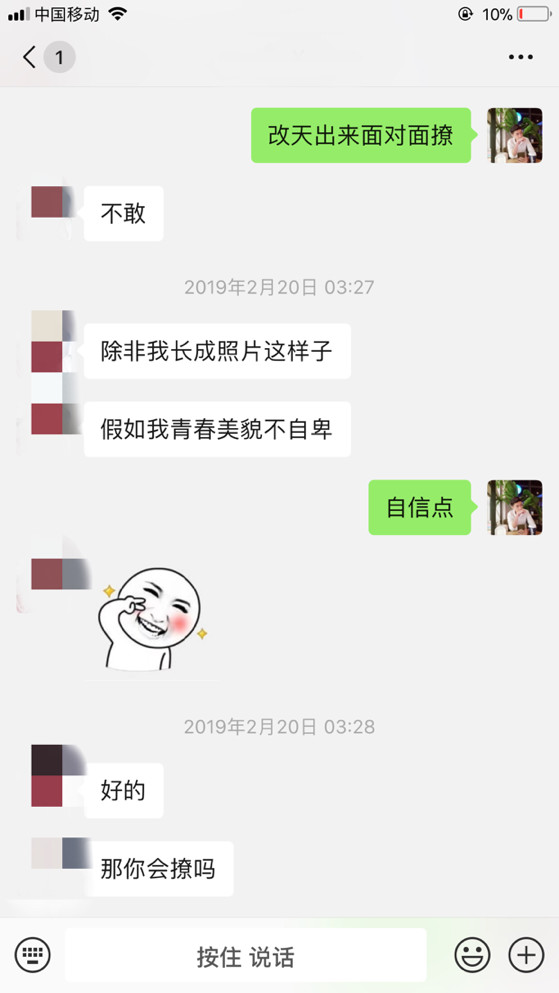 中国移动
10%
1
改天出来面对面撩
不敢
2019年2月20日 03:27
除非我长成照片这样子
假如我青春美貌不自卑
自信点
2019年2月20日 03:28
好的
那你会撩吗
按住 说话